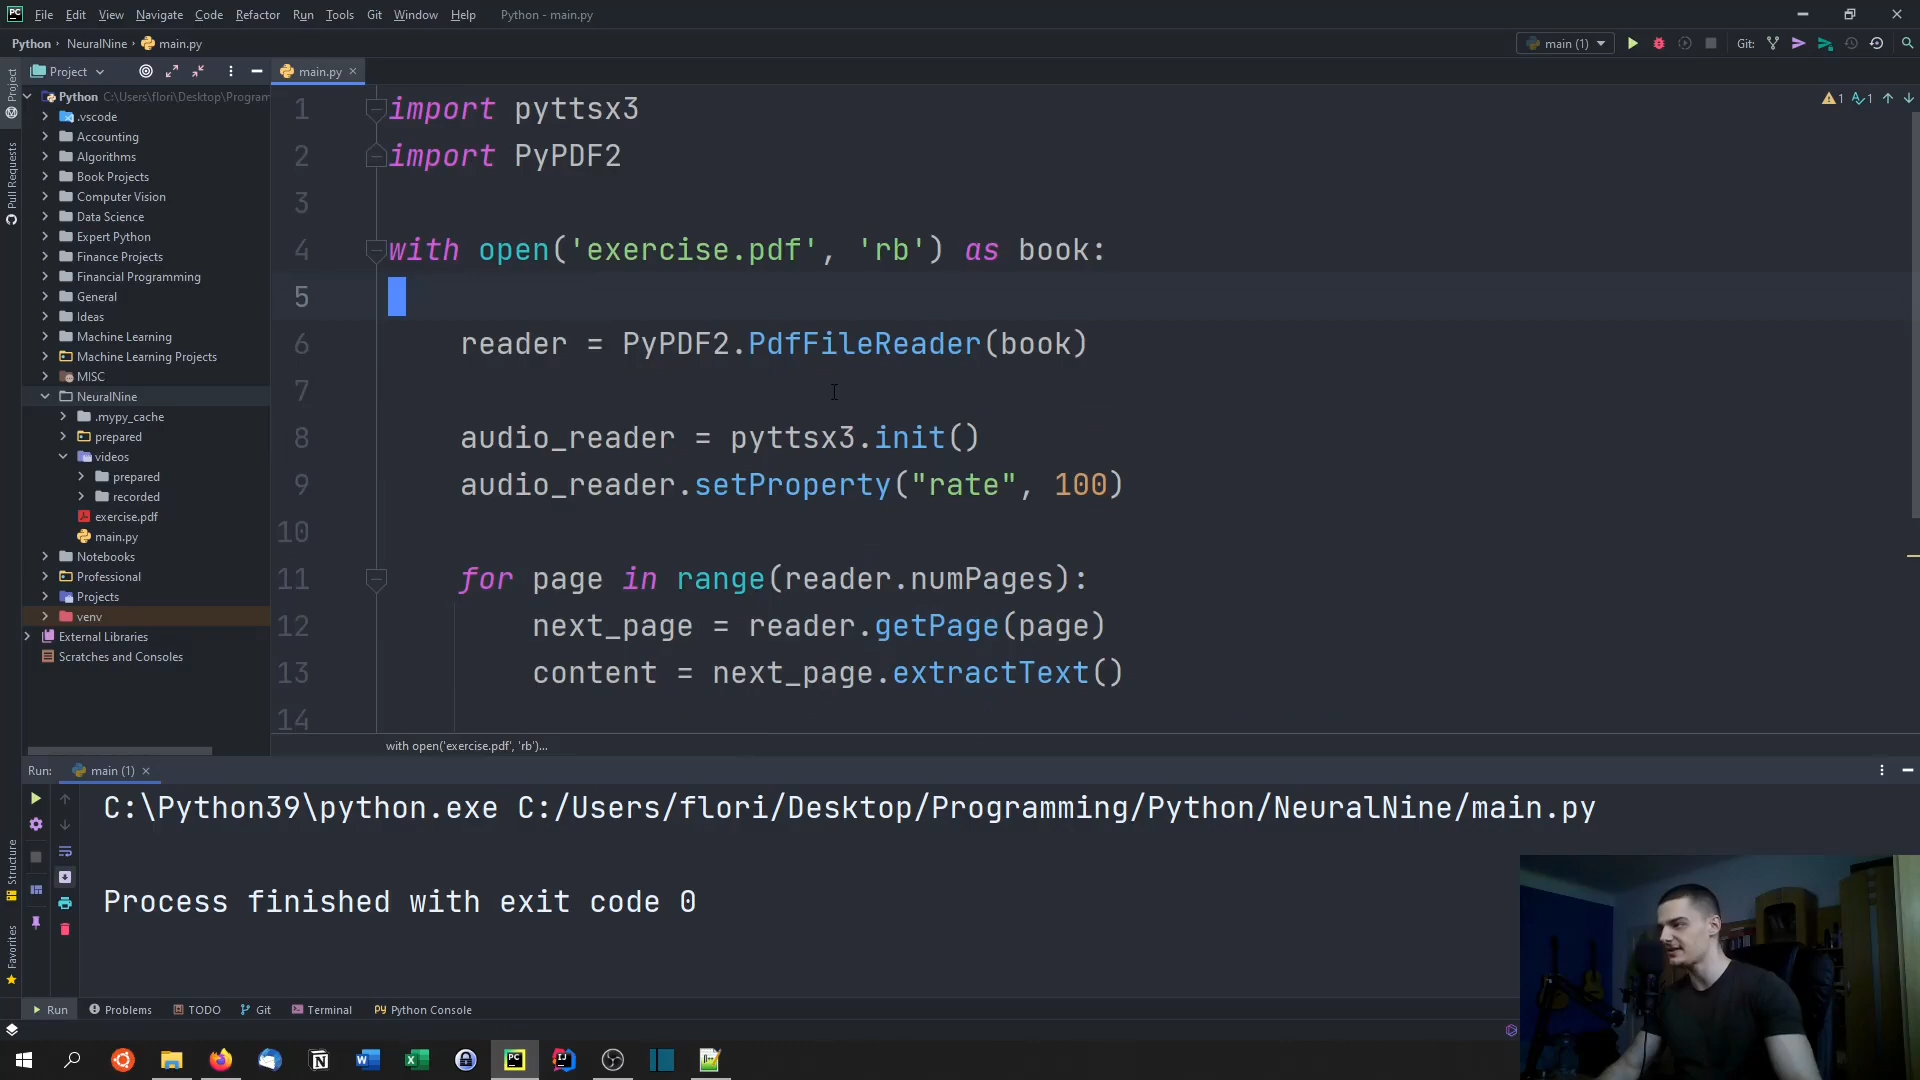 File Edit View Navigate Code Refactor Run Tools Git Window Help Python - main.py
Python NeuralNine main.py
main (1) Git:
Project
main.py
Project
Pull Requests
Structure
Favorites
Python C:\Users\flori\Desktop\Program
.vscode
Accounting
Algorithms
Book Projects
Computer Vision
Data Science
Expert Python
Finance Projects
Financial Programming
General
Ideas
Machine Learning
Machine Learning Projects
MISC
NeuralNine
.mypy_cache
prepared
videos
prepared
recorded
exercise.pdf
main.py
Notebooks
Professional
Projects
venv
External Libraries
Scratches and Consoles
1 import pyttsx3
2 import PyPDF2
3
4 with open('exercise.pdf', 'rb') as book:
5
6 reader = PyPDF2.PdfFileReader(book)
7
8 audio_reader = pyttsx3.init()
9 audio_reader.setProperty("rate", 100)
10
11 for page in range(reader.numPages):
12 next_page = reader.getPage(page)
13 content = next_page.extractText()
14
1 1
with open('exercise.pdf', 'rb')...
Run: main (1)
C:\Python39\python.exe C:/Users/flori/Desktop/Programming/Python/NeuralNine/main.py
Process finished with exit code 0
Run Problems TODO Git Terminal Python Console